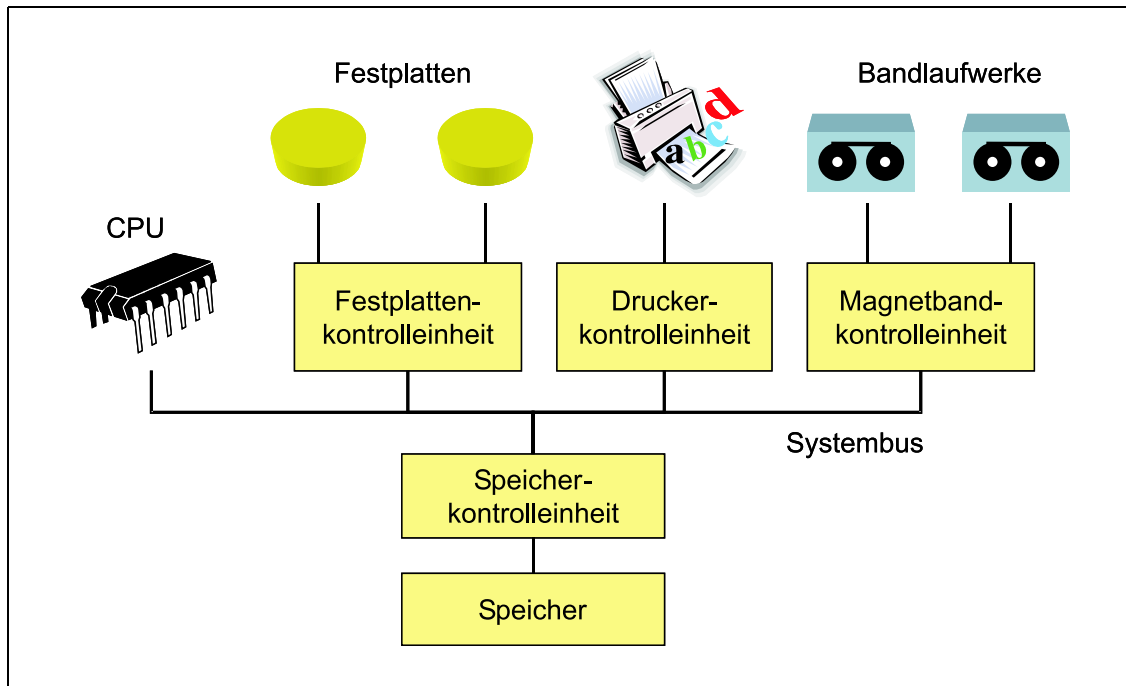 Festplatten
Bandlaufwerke
a b c d
CPU
Festplatten-
kontrolleinheit
Drucker-
kontrolleinheit
Magnetband-
kontrolleinheit
Systembus
Speicher-
kontrolleinheit
Speicher